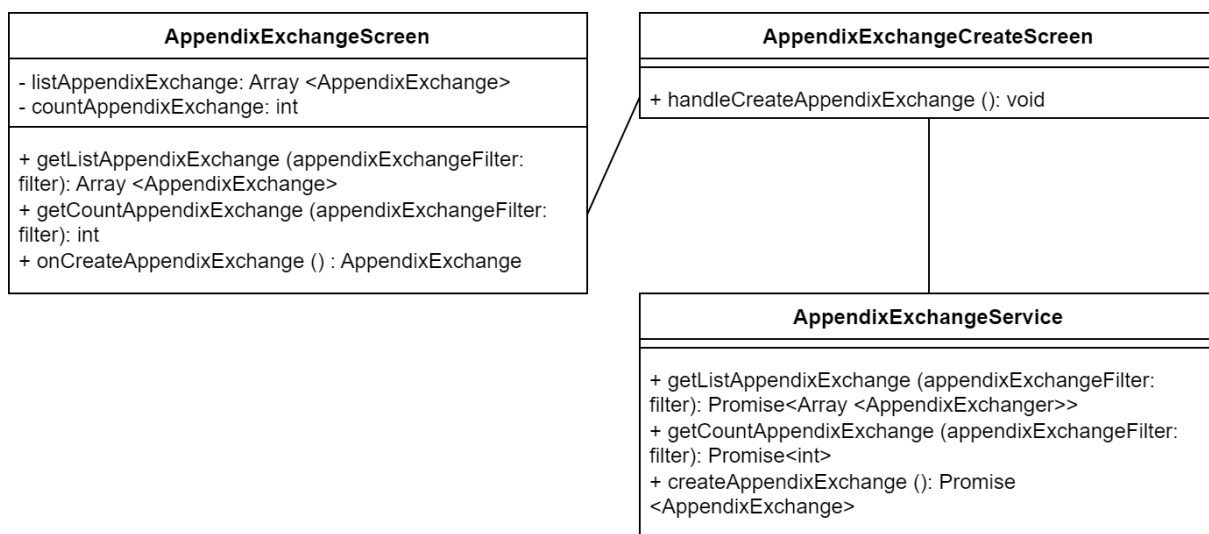 AppendixExchangeScreen
- listAppendixExchange: Array <AppendixExchange>
- countAppendixExchange: int
+ getListAppendixExchange (appendixExchangeFilter:
filter): Array <AppendixExchange>
+ getCountAppendixExchange (appendixExchangeFilter:
filter): int
+ onCreateAppendixExchange () : AppendixExchange
AppendixExchangeCreateScreen
+ handleCreateAppendixExchange (): void
AppendixExchangeService
+ getListAppendixExchange (appendixExchangeFilter:
filter): Promise<Array <AppendixExchanger>>
+ getCountAppendixExchange (appendixExchangeFilter:
filter): Promise<int>
+ createAppendixExchange (): Promise
<AppendixExchange>